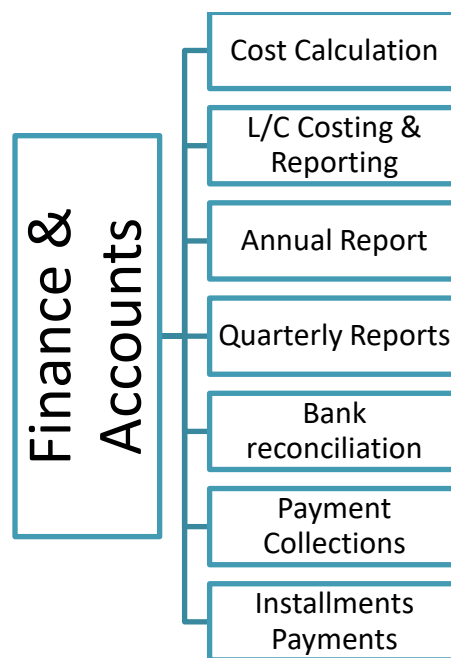 Finance &
Accounts
Cost Calculation
L/C Costing &
Reporting
Annual Report
Quarterly Reports
Bank
reconciliation
Payment
Collections
Installments
Payments